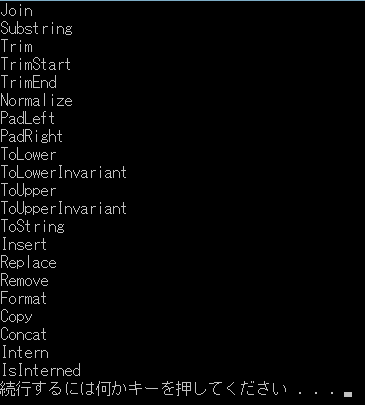 Join
Substring
Trim
TrimStart
TrimEnd
Normalize
PadLeft
PadRight
ToLower
ToLowerInvariant
ToUpper
ToUpperInvariant
ToString
Insert
Replace
Remove
Format
Copy
Concat
Intern
IsInterned
続行するには何かキーを押してください . . .